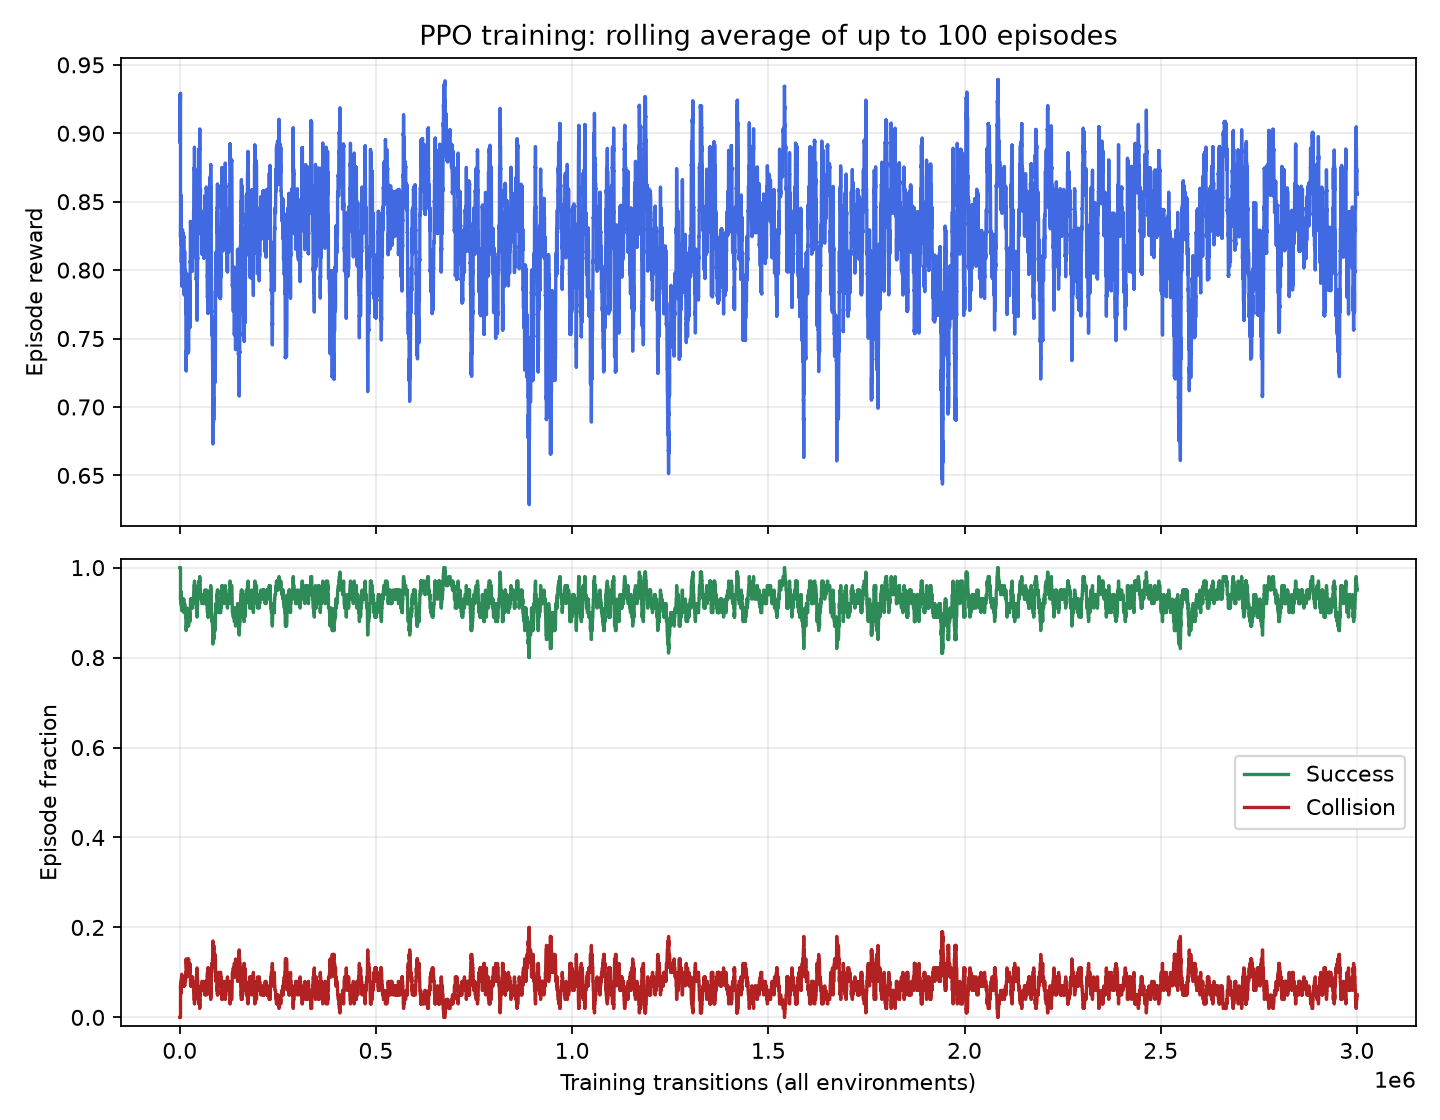 PPO training: rolling average of up to 100 episodes
0.95
0.90
0.85
0.80
0.75
0.70
0.65
Episode reward
1.0
0.8
0.6
0.4
0.2
0.0
Episode fraction
Success
Collision
0.0 0.5 1.0 1.5 2.0 2.5 3.0
1e6
Training transitions (all environments)